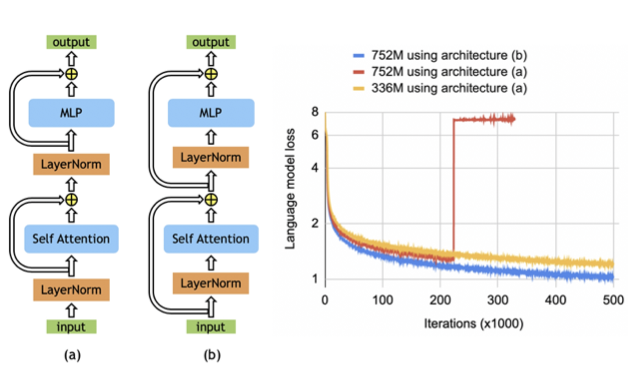 output
MLP
LayerNorm
Self Attention
LayerNorm
input
(a)
output
MLP
LayerNorm
Self Attention
LayerNorm
input
(b)
752M using architecture (b)
752M using architecture (a)
336M using architecture (a)
Language model loss
8
6
4
2
1
0 100 200 300 400 500
Iterations (x1000)